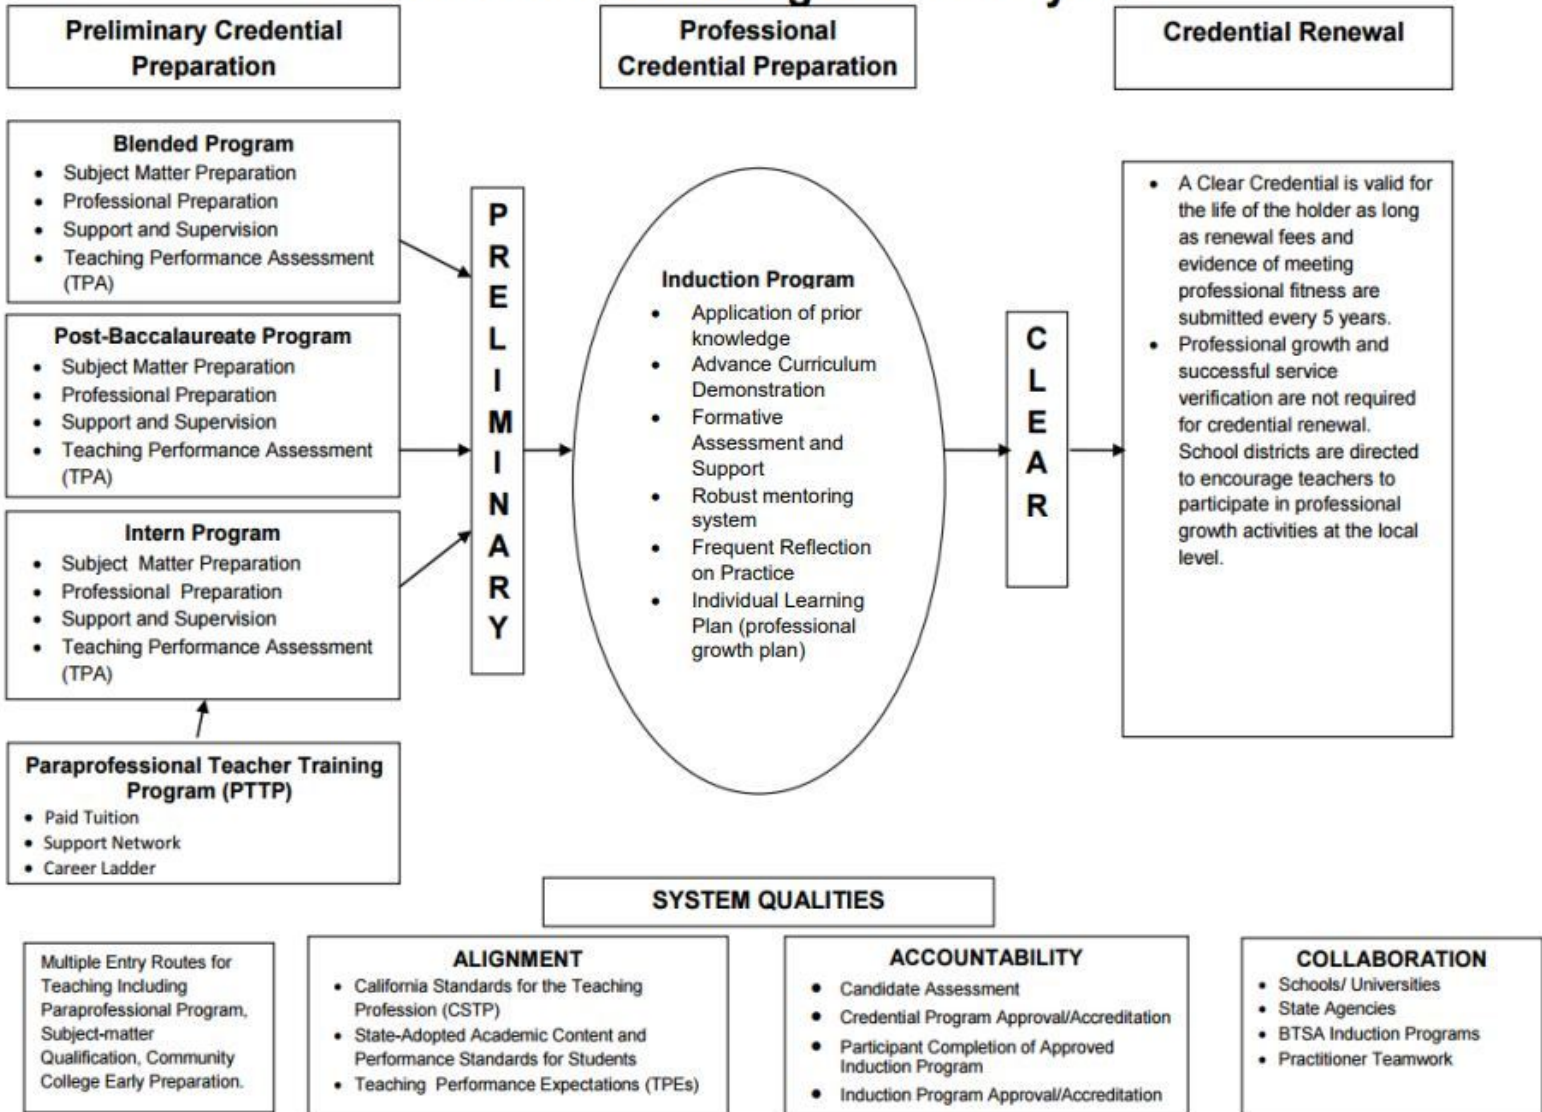 Preliminary Credential
Preparation
Professional
Credential Preparation
Credential Renewal
Blended Program
• Subject Matter Preparation
• Professional Preparation
• Support and Supervision
• Teaching Performance Assessment
(TPA)
Post-Baccalaureate Program
• Subject Matter Preparation
• Professional Preparation
• Support and Supervision
• Teaching Performance Assessment
(TPA)
Intern Program
• Subject Matter Preparation
• Professional Preparation
• Support and Supervision
• Teaching Performance Assessment
(TPA)
Paraprofessional Teacher Training
Program (PTTP)
• Paid Tuition
• Support Network
• Career Ladder
PRELIMINARY
Induction Program
• Application of prior
knowledge
• Advance Curriculum
Demonstration
• Formative
Assessment and
Support
• Robust mentoring
system
• Frequent Reflection
on Practice
• Individual Learning
Plan (professional
growth plan)
CLEAR
• A Clear Credential is valid for
the life of the holder as long
as renewal fees and
evidence of meeting
professional fitness are
submitted every 5 years.
• Professional growth and
successful service
verification are not required
for credential renewal.
School districts are directed
to encourage teachers to
participate in professional
growth activities at the local
level.
SYSTEM QUALITIES
Multiple Entry Routes for
Teaching Including
Paraprofessional Program,
Subject-matter
Qualification, Community
College Early Preparation.
ALIGNMENT
• California Standards for the Teaching
Profession (CSTP)
• State-Adopted Academic Content and
Performance Standards for Students
• Teaching Performance Expectations (TPEs)
ACCOUNTABILITY
• Candidate Assessment
• Credential Program Approval/Accreditation
• Participant Completion of Approved
Induction Program
• Induction Program Approval/Accreditation
COLLABORATION
• Schools/ Universities
• State Agencies
• BTSA Induction Programs
• Practitioner Teamwork